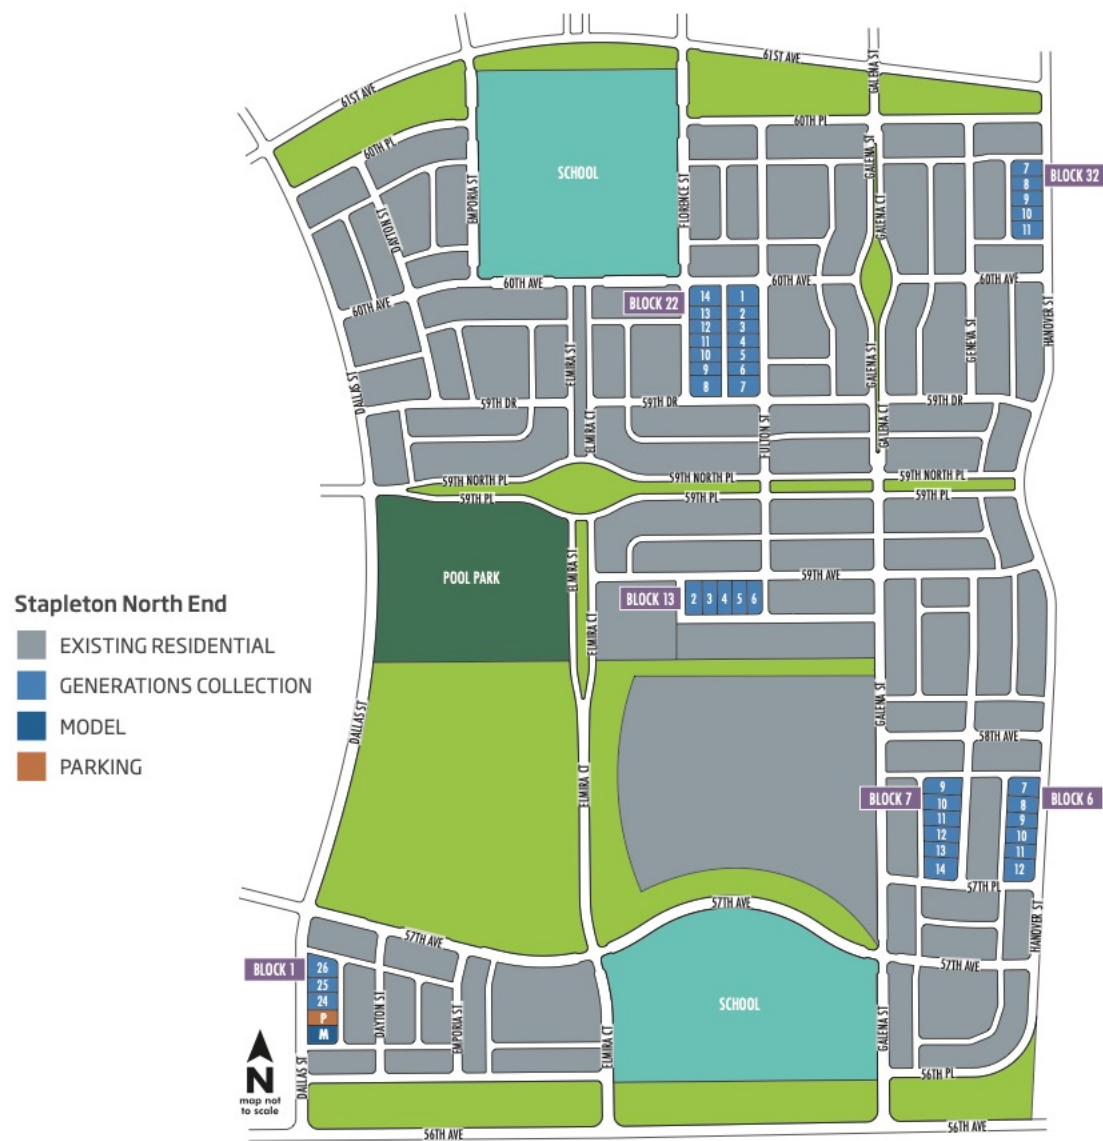 61ST AVE
61ST AVE
GALENA ST
60TH PL
60TH PL
SCHOOL
EMPORIA ST
FLORENCE ST
GALENA ST
GALENA CT
DAYTON ST
BLOCK 32
7
8
9
10
11
60TH AVE
60TH AVE
60TH AVE
60TH AVE
BLOCK 22
14
13
12
11
10
9
8
1
2
3
4
5
6
7
HANOVER ST
GENEVA ST
GALENA ST
ELMIRA ST
DALLAS ST
59TH DR
59TH DR
59TH DR
ELMIRA CT
FULTON ST
GALENA CT
59TH NORTH PL
59TH NORTH PL
59TH NORTH PL
59TH PL
59TH PL
59TH PL
POOL PARK
ELMIRA ST
59TH AVE
BLOCK 13
2 3 4 5 6
ELMIRA CT
Stapleton North End
EXISTING RESIDENTIAL
GENERATIONS COLLECTION
MODEL
PARKING
DALLAS ST
GALENA ST
58TH AVE
ELMIRA CT
BLOCK 7
9
10
11
12
13
14
BLOCK 6
7
8
9
10
11
12
57TH PL
57TH AVE
HANOVER ST
57TH AVE
57TH AVE
BLOCK 1
26
25
24
P
M
DAYTON ST
EMPORIA ST
SCHOOL
ELMIRA CT
GALENA ST
DALLAS ST
56TH PL
N
map not
to scale
56TH AVE
56TH AVE